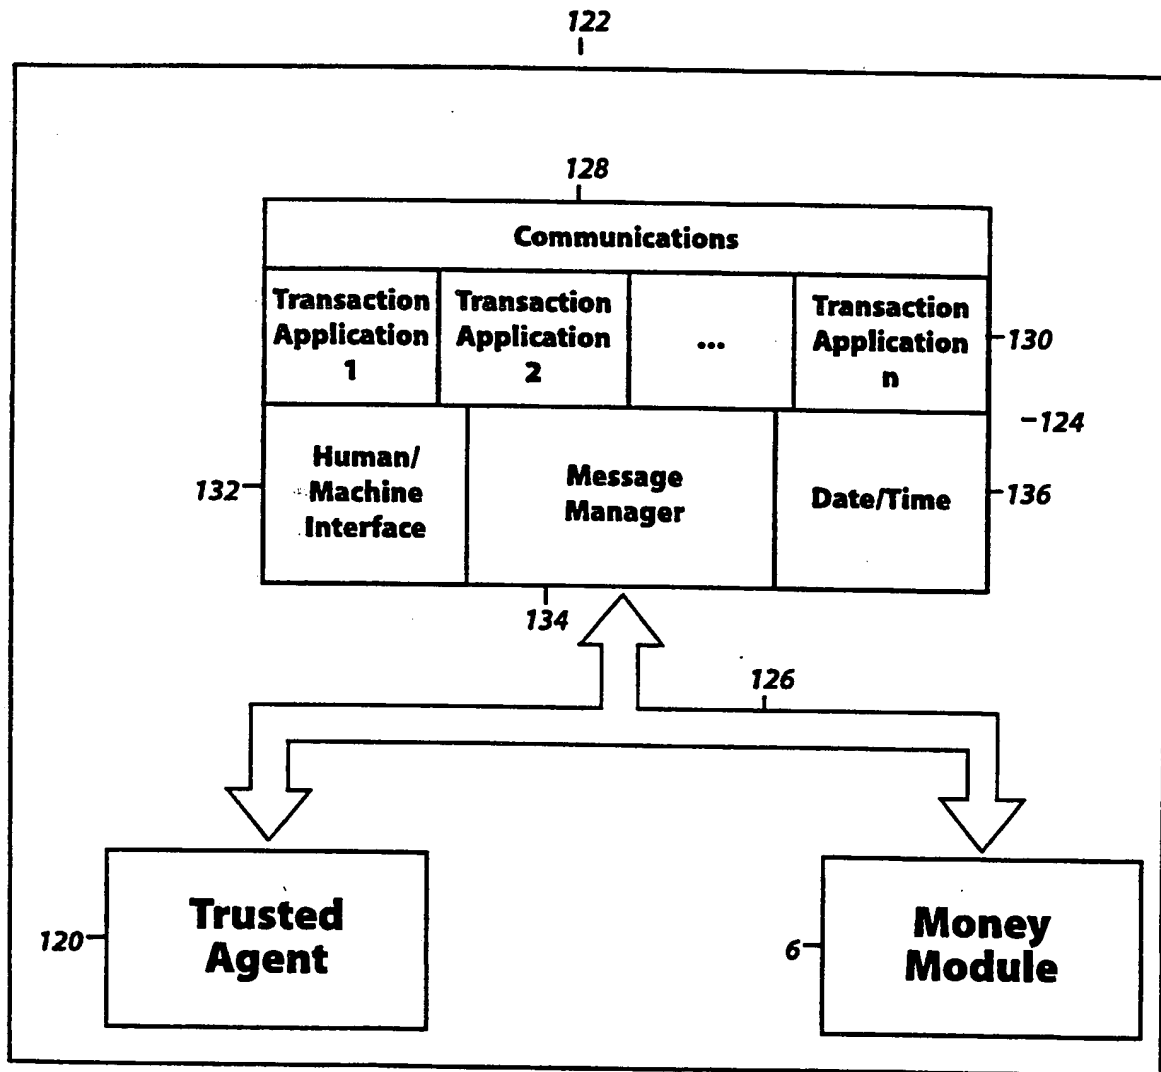 122
128
Communications
Transaction
Application
1
Transaction
Application
2
...
Transaction
Application
n
130
124
132
Human/
Machine
Interface
Message
Manager
Date/Time
136
134
126
120
Trusted
Agent
6
Money
Module